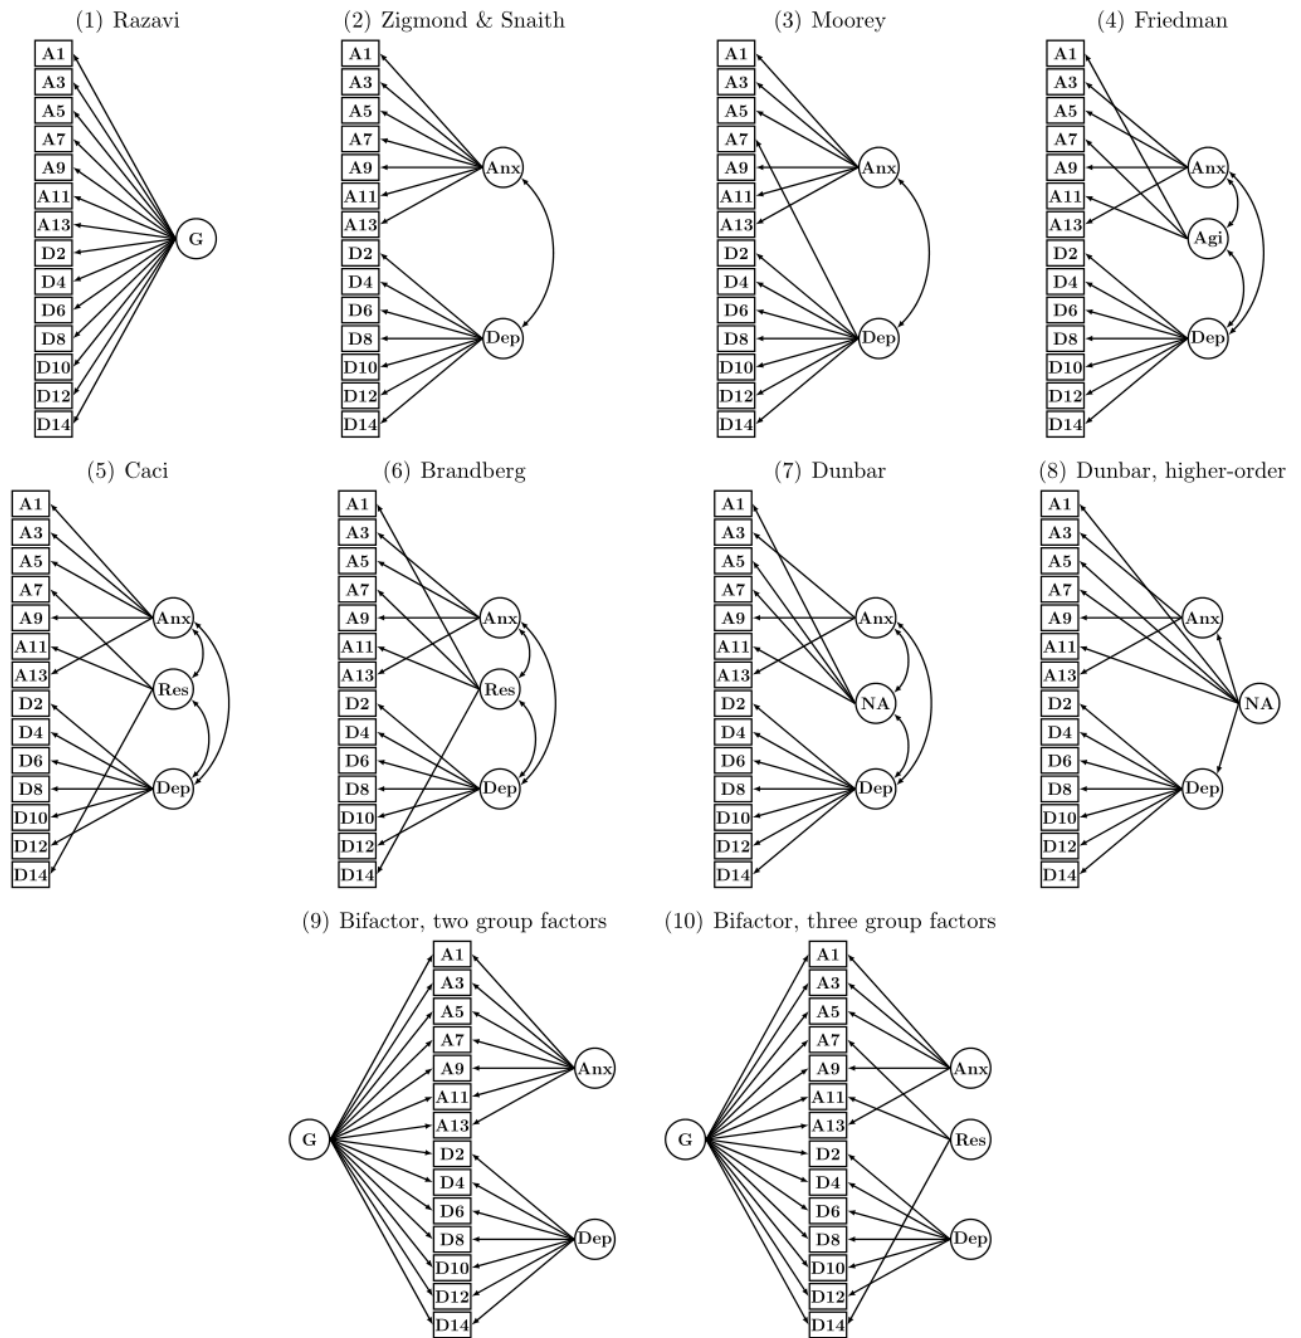 (1) Razavi
A1
A3
A5
A7
A9
A11
A13
D2
D4
D6
D8
D10
D12
D14
G
(2) Zigmond & Snaith
A1
A3
A5
A7
A9
A11
A13
D2
D4
D6
D8
D10
D12
D14
Anx
Dep
(3) Moorey
A1
A3
A5
A7
A9
A11
A13
D2
D4
D6
D8
D10
D12
D14
Anx
Dep
(4) Friedman
A1
A3
A5
A7
A9
A11
A13
D2
D4
D6
D8
D10
D12
D14
Anx
Agi
Dep
(5) Caci
A1
A3
A5
A7
A9
A11
A13
D2
D4
D6
D8
D10
D12
D14
Anx
Res
Dep
(6) Brandberg
A1
A3
A5
A7
A9
A11
A13
D2
D4
D6
D8
D10
D12
D14
Anx
Res
Dep
(7) Dunbar
A1
A3
A5
A7
A9
A11
A13
D2
D4
D6
D8
D10
D12
D14
Anx
NA
Dep
(8) Dunbar, higher-order
A1
A3
A5
A7
A9
A11
A13
D2
D4
D6
D8
D10
D12
D14
Anx
Dep
NA
(9) Bifactor, two group factors
G
A1
A3
A5
A7
A9
A11
A13
D2
D4
D6
D8
D10
D12
D14
Anx
Dep
(10) Bifactor, three group factors
G
A1
A3
A5
A7
A9
A11
A13
D2
D4
D6
D8
D10
D12
D14
Anx
Res
Dep